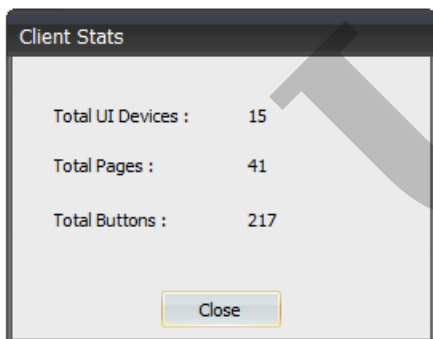 Client Stats
Total UI Devices : 15
Total Pages : 41
Total Buttons : 217
Close